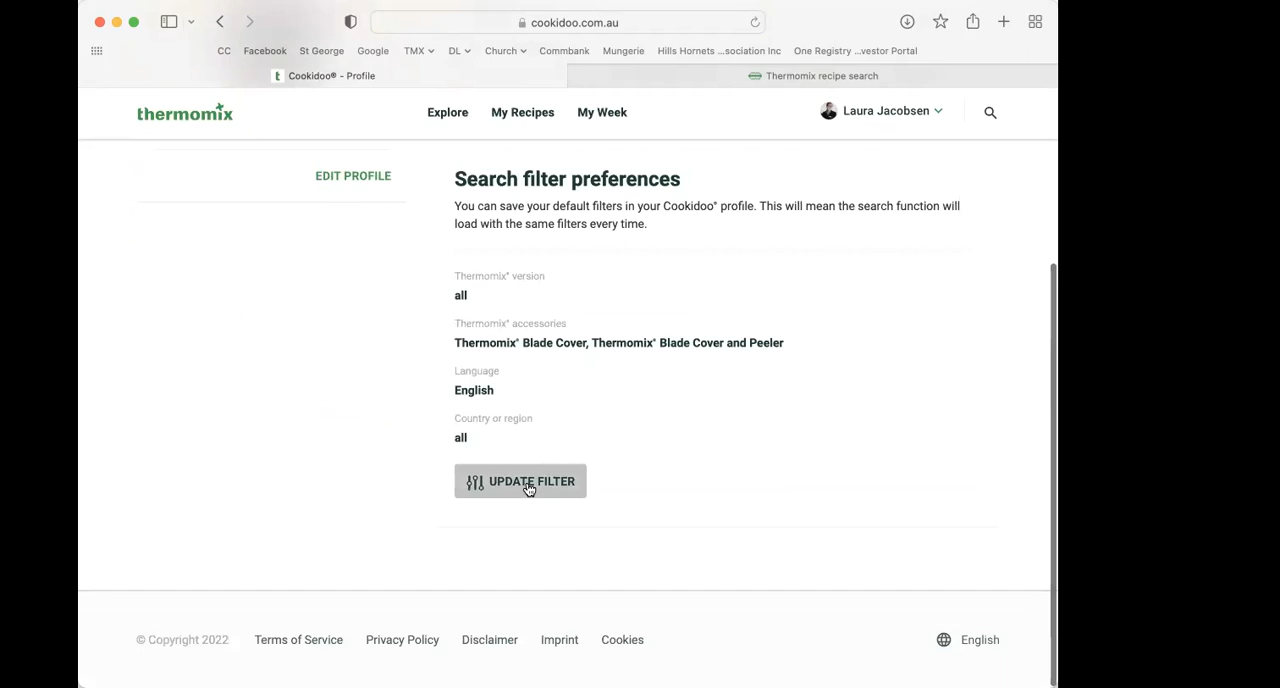 cookidoo.com.au
CC Facebook St George Google TMX DL Church Commbank Mungerie Hills Hornets ...sociation Inc One Registry ...vestor Portal
t Cookidoo® - Profile Thermomix recipe search
thermomix Explore My Recipes My Week Laura Jacobsen
EDIT PROFILE
Search filter preferences
You can save your default filters in your Cookidoo® profile. This will mean the search function will
load with the same filters every time.
Thermomix® version
all
Thermomix® accessories
Thermomix® Blade Cover, Thermomix® Blade Cover and Peeler
Language
English
Country or region
all
UPDATE FILTER
© Copyright 2022 Terms of Service Privacy Policy Disclaimer Imprint Cookies English